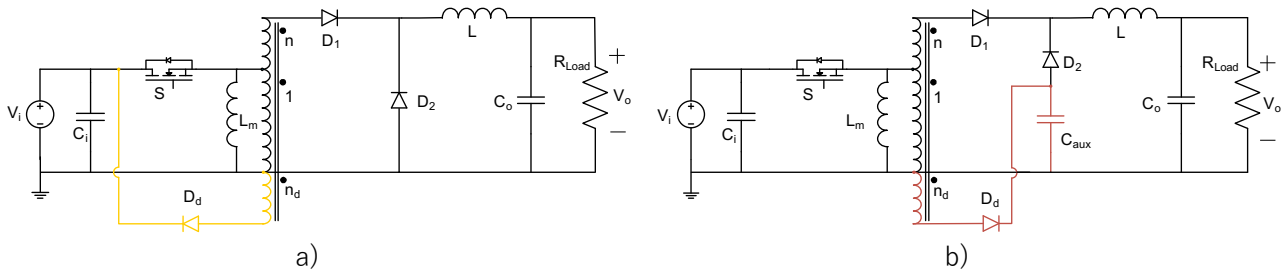 n
D1
L
RLoad
+
S
1
Vi
Ci
Lm
D2
Co
Vo
nd
Dd
a)
n
D1
L
RLoad
+
D2
S
1
Vi
Ci
Lm
Caux
Co
Vo
nd
Dd
b)